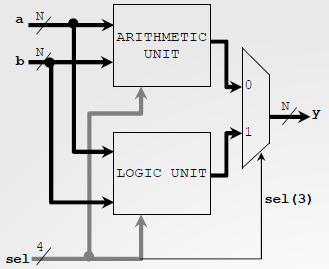 a N
ARITHMETIC
UNIT
b N
0
N
y
1
LOGIC UNIT
sel(3)
sel 4